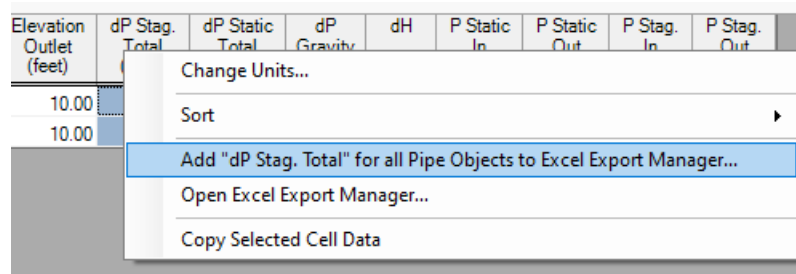 Elevation dP Stag. dP Static dP dH P Static P Static P Stag. P Stag.
Outlet Total Total Gravity In Out In Out
(feet)
Change Units...
10.00
Sort
10.00
Add "dP Stag. Total" for all Pipe Objects to Excel Export Manager...
Open Excel Export Manager...
Copy Selected Cell Data